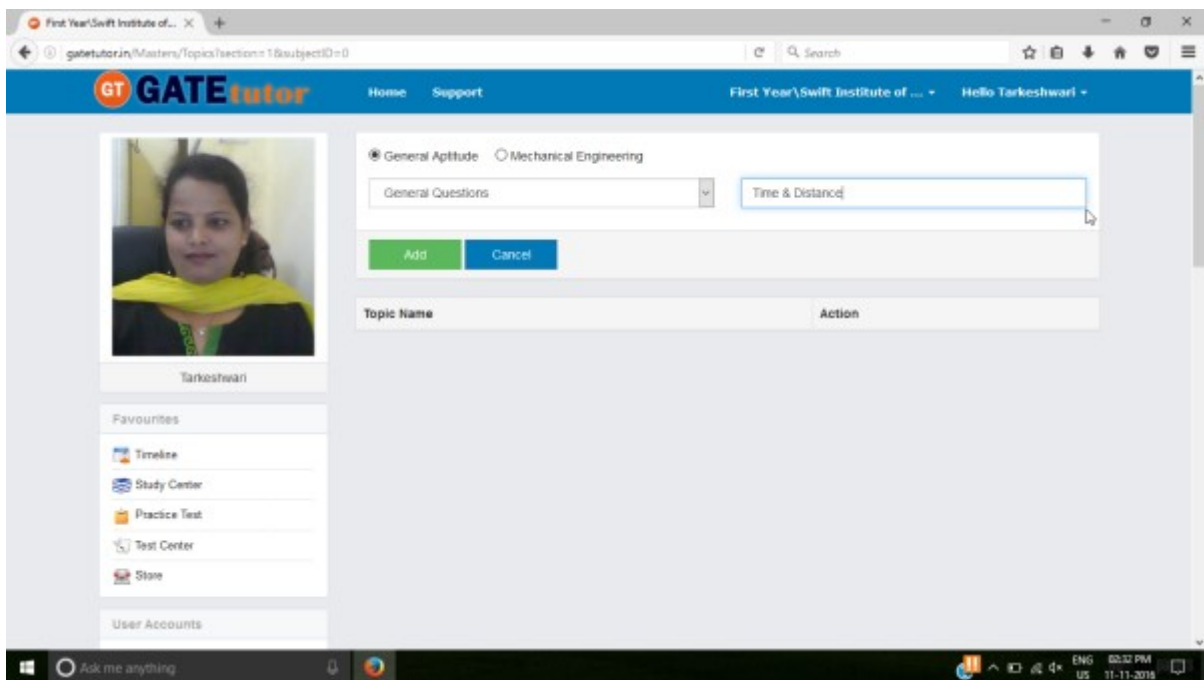 First Year\Swift Institute of...
gatetutor.in/Masters/Topics?section=1&subjectID=0
Search
GT GATEtutor
Home Support First Year\Swift Institute of .... Hello Tarkeshwari
General Aptitude Mechanical Engineering
General Questions Time & Distance
Add Cancel
Topic Name Action
Tarkeshwari
Favourites
Timeline
Study Center
Practice Test
Test Center
Store
User Accounts
Ask me anything
ENG 02:32 PM
US 11-11-2016